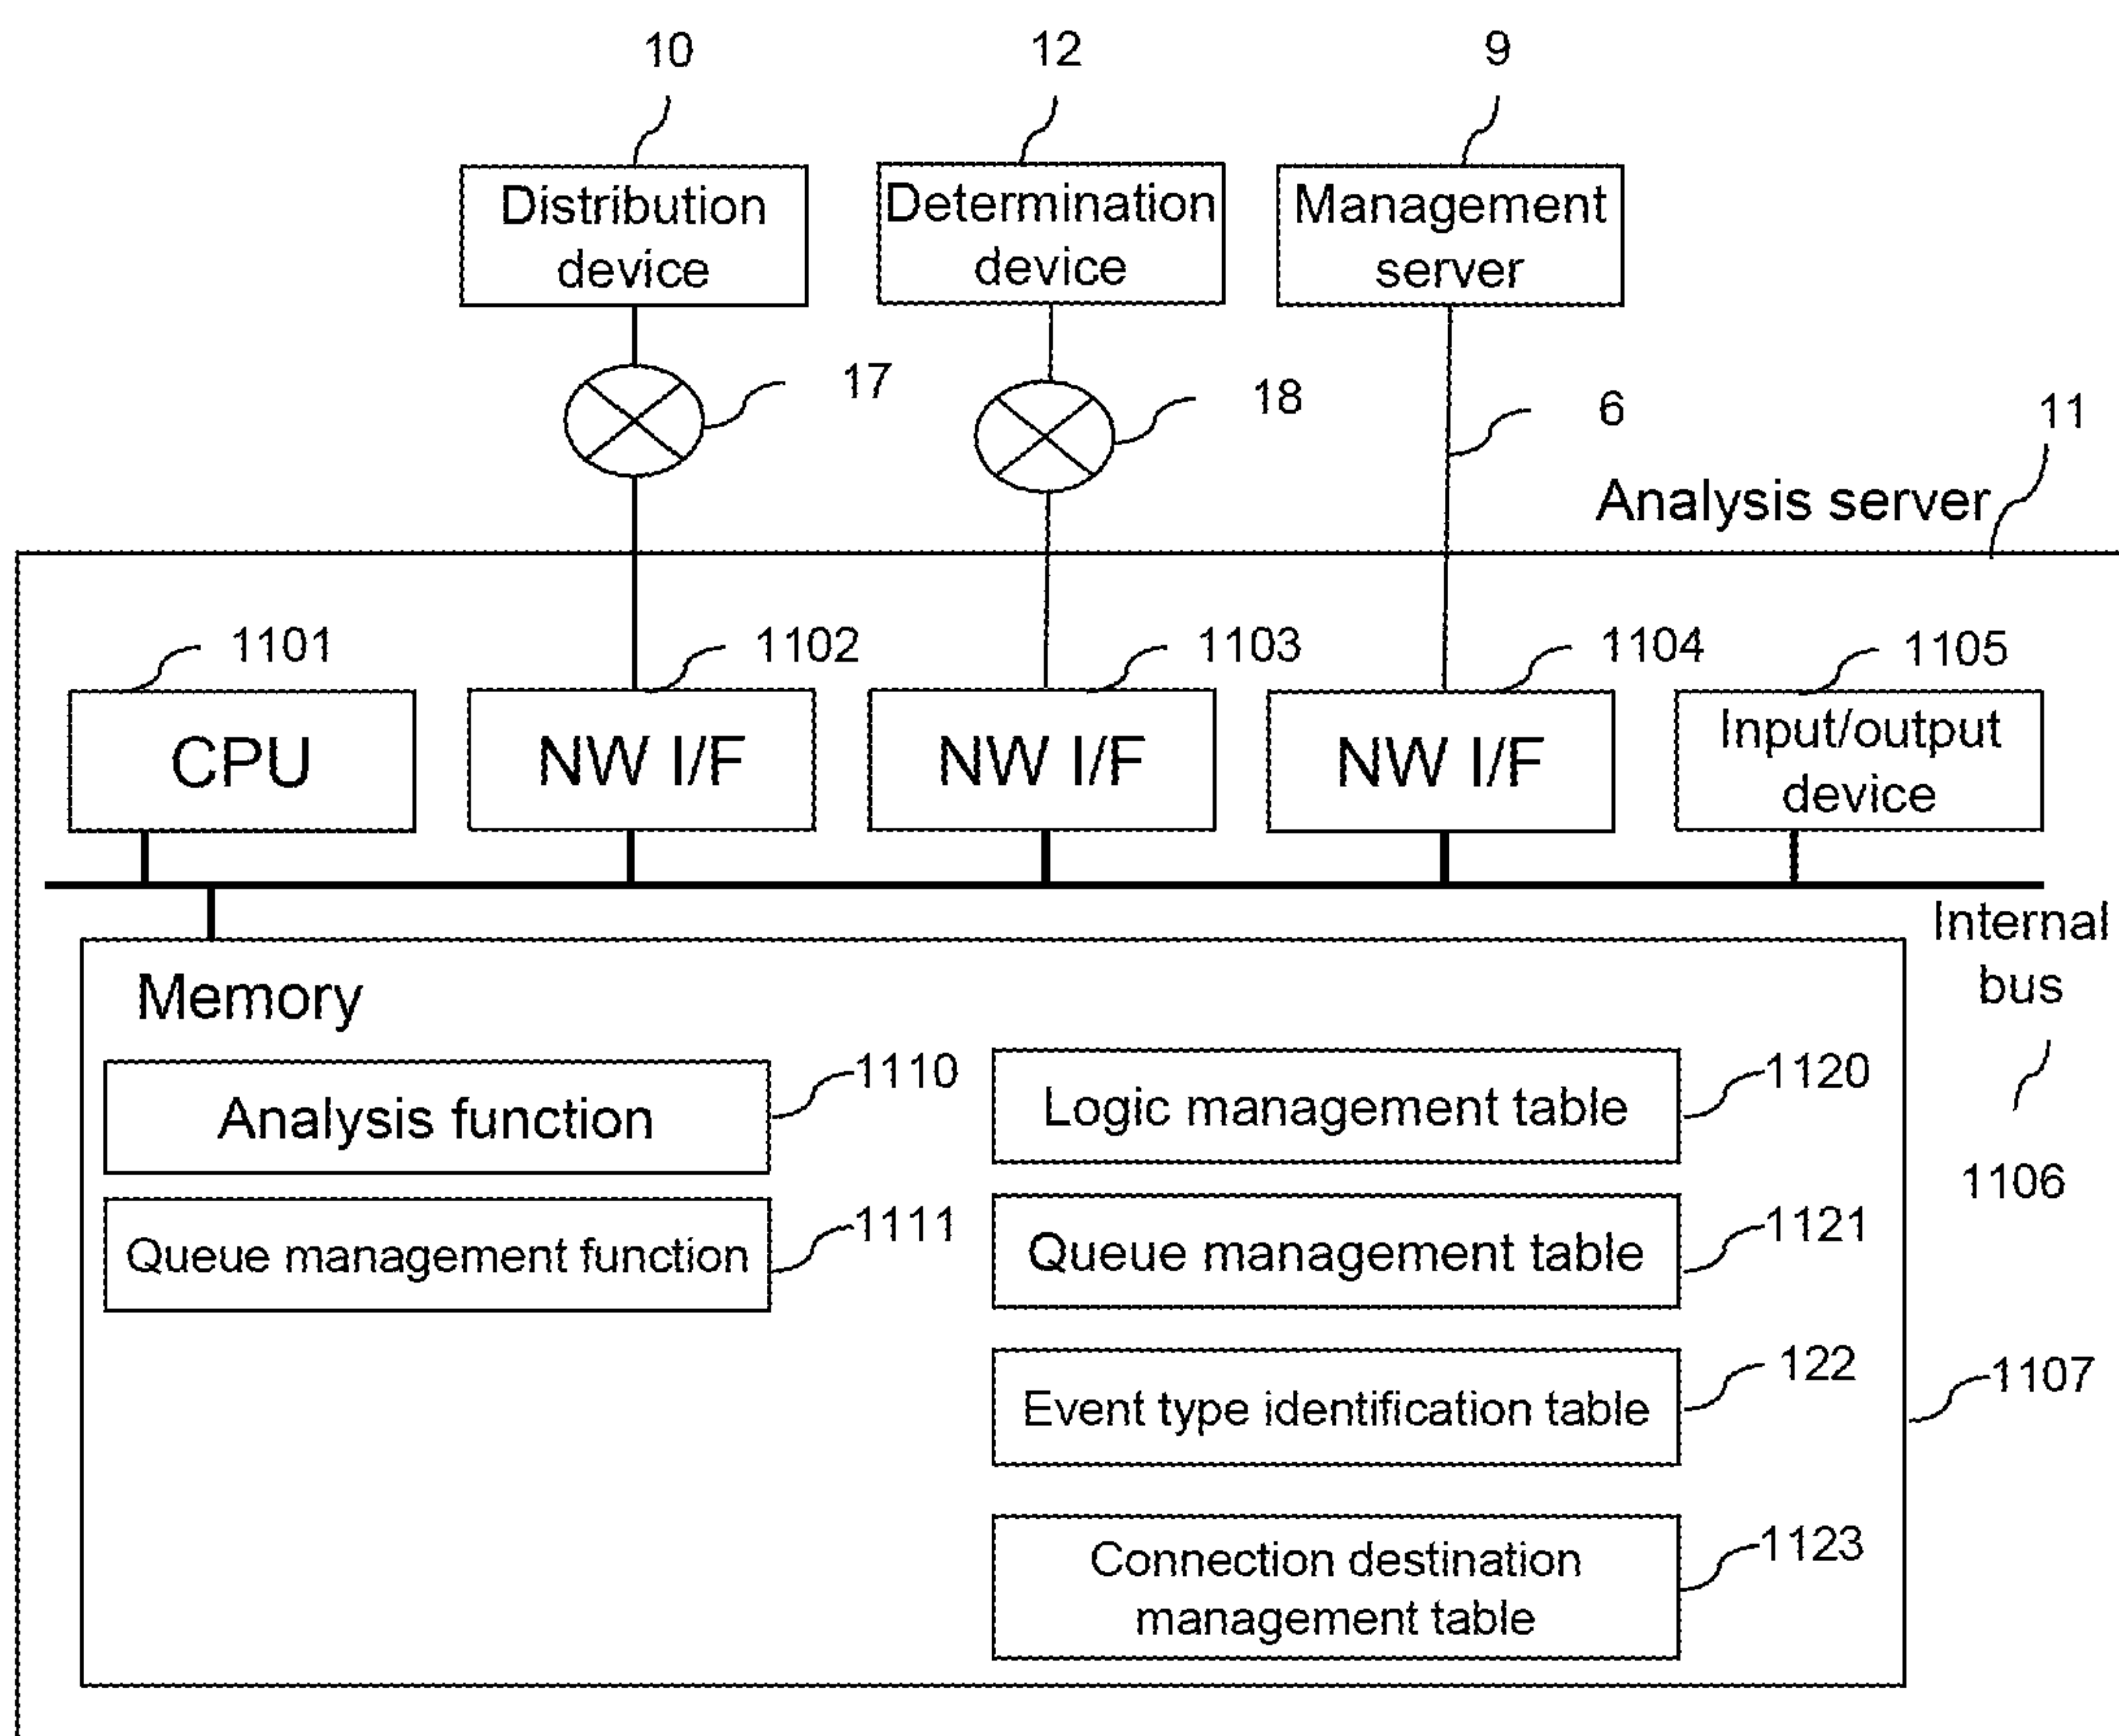 10
12
9
Distribution
device
Determination
device
Management
server
17
18
6
11
Analysis server
1101
1102
1103
1104
1105
CPU
NW I/F
NW I/F
NW I/F
Input/output
device
Internal
bus
1106
Memory
Analysis function
1110
Queue management function
1111
Logic management table
1120
Queue management table
1121
Event type identification table
122
Connection destination
management table
1123
1107